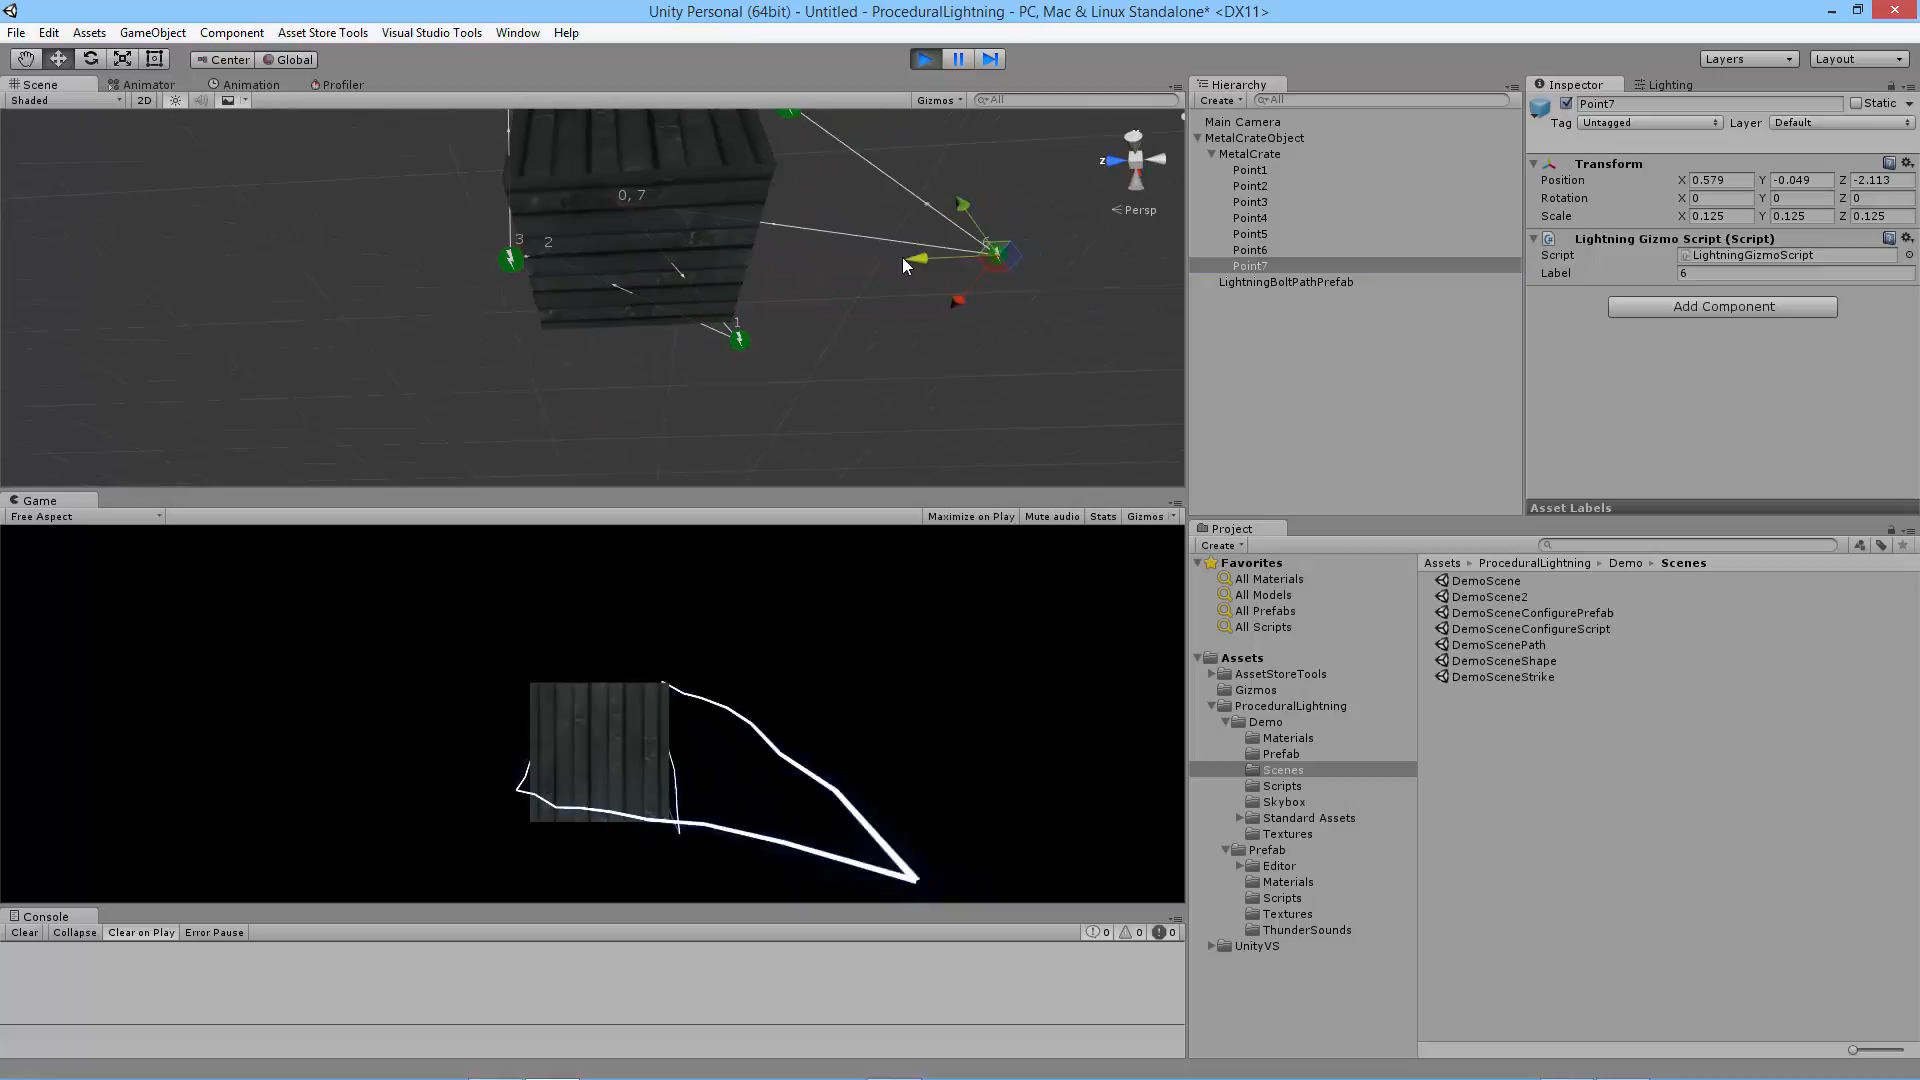 Unity Personal (64bit) - Untitled - ProceduralLightning - PC, Mac & Linux Standalone* <DX11>
File Edit Assets GameObject Component Asset Store Tools Visual Studio Tools Window Help
Center Global Layers Layout
Scene Animator Animation Profiler
Shaded 2D Gizmos All
0, 7
3 2
1
6
z
Persp
Game
Free Aspect Maximize on Play Mute audio Stats Gizmos
Console
Clear Collapse Clear on Play Error Pause 0 0 0
Hierarchy
Create All
Main Camera
MetalCrateObject
MetalCrate
Point1
Point2
Point3
Point4
Point5
Point6
Point7
LightningBoltPathPrefab
Inspector Lighting
Point7 Static
Tag Untagged Layer Default
Transform
Position X 0.579 Y -0.049 Z -2.113
Rotation X 0 Y 0 Z 0
Scale X 0.125 Y 0.125 Z 0.125
Lightning Gizmo Script (Script)
Script LightningGizmoScript
Label 6
Add Component
Asset Labels
Project
Create
Favorites
All Materials
All Models
All Prefabs
All Scripts
Assets
AssetStoreTools
Gizmos
ProceduralLightning
Demo
Materials
Prefab
Scenes
Scripts
Skybox
Standard Assets
Textures
Prefab
Editor
Materials
Scripts
Textures
ThunderSounds
UnityVS
Assets ProceduralLightning Demo Scenes
DemoScene
DemoScene2
DemoSceneConfigurePrefab
DemoSceneConfigureScript
DemoScenePath
DemoSceneShape
DemoSceneStrike